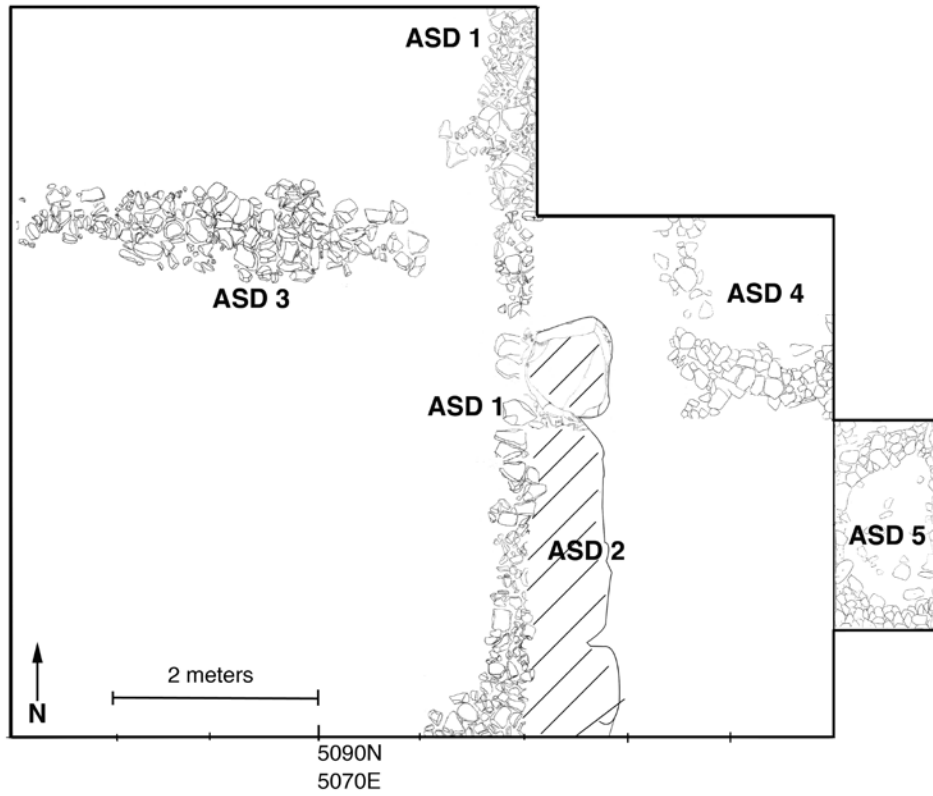 ASD 1
ASD 3
ASD 4
ASD 1
ASD 2
ASD 5
2 meters
N
5090N
5070E